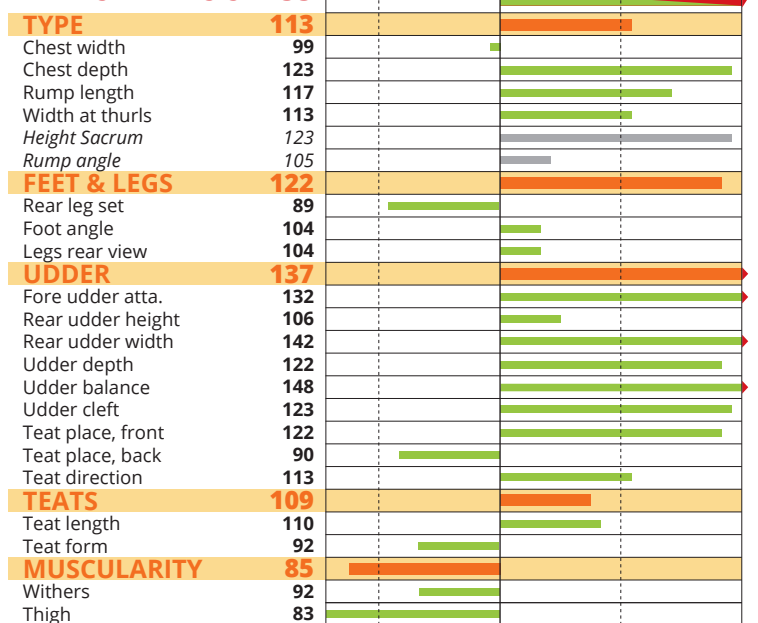 TYPE 113
Chest width 99
Chest depth 123
Rump length 117
Width at thurls 113
Height Sacrum 123
Rump angle 105
FEET & LEGS 122
Rear leg set 89
Foot angle 104
Legs rear view 104
UDDER 137
Fore udder atta. 132
Rear udder height 106
Rear udder width 142
Udder depth 122
Udder balance 148
Udder cleft 123
Teat place, front 122
Teat place, back 90
Teat direction 113
TEATS 109
Teat length 110
Teat form 92
MUSCULARITY 85
Withers 92
Thigh 83